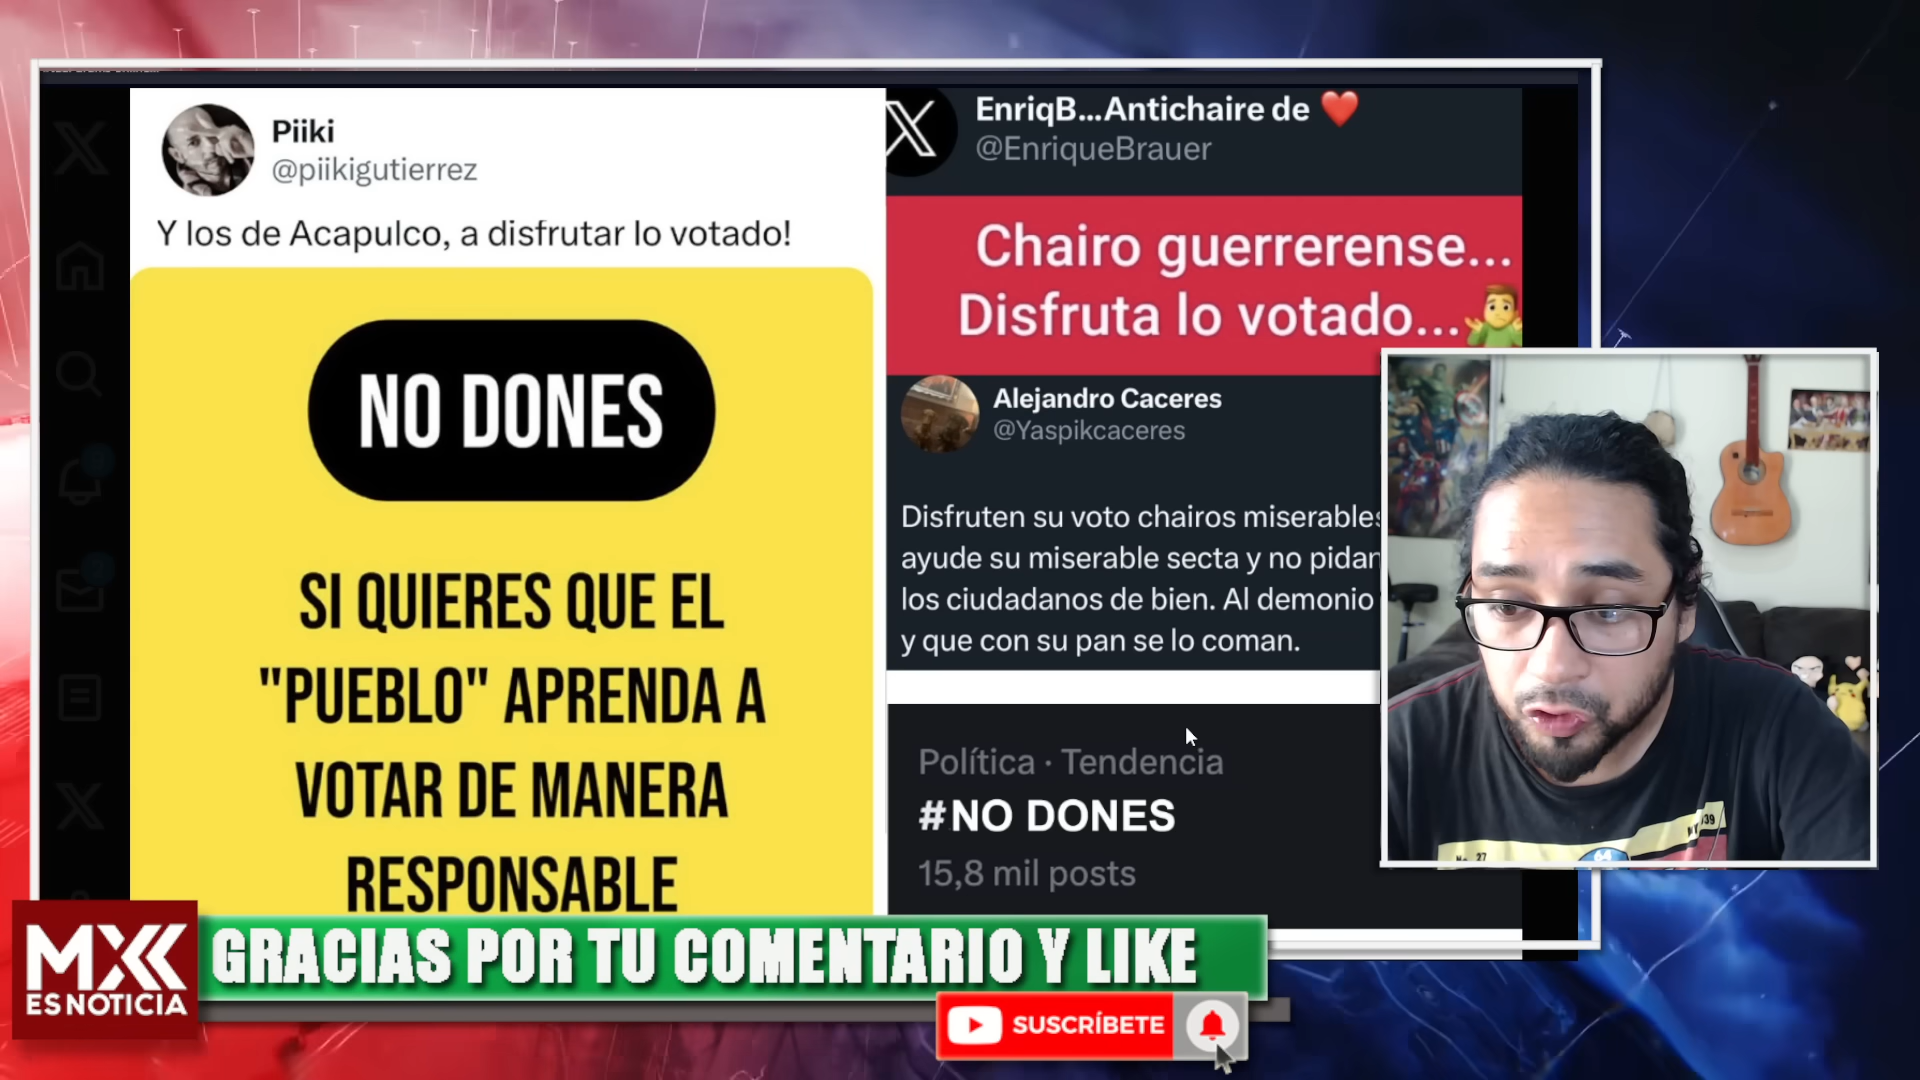 Piiki
@piikigutierrez
Y los de Acapulco, a disfrutar lo votado!
NO DONES
SI QUIERES QUE EL
"PUEBLO" APRENDA A
VOTAR DE MANERA
RESPONSABLE
EnriqB...Antichaire de ❤️
@EnriqueBrauer
Chairo guerrerense...
Disfruta lo votado...🤷‍♂️
Alejandro Caceres
@Yaspikcaceres
Disfruten su voto chairos miserables
ayude su miserable secta y no pidan
los ciudadanos de bien. Al demonio
y que con su pan se lo coman.
Política · Tendencia
#NO DONES
15,8 mil posts
MX
ES NOTICIA
GRACIAS POR TU COMENTARIO Y LIKE
SUSCRÍBETE
27
64
39